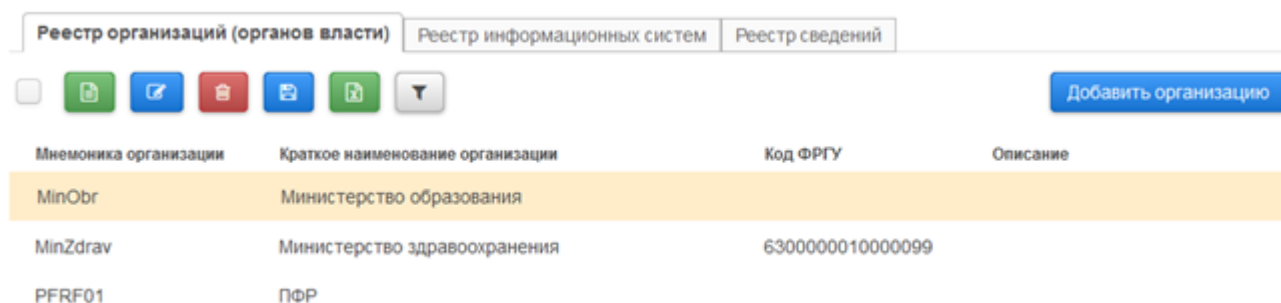 Реестр организаций (органов власти) Реестр информационных систем Реестр сведений
Добавить организацию
Мнемоника организации Краткое наименование организации Код ФРГУ Описание
MinObr Министерство образования
MinZdrav Министерство здравоохранения 6300000010000099
PFRF01 ПФР